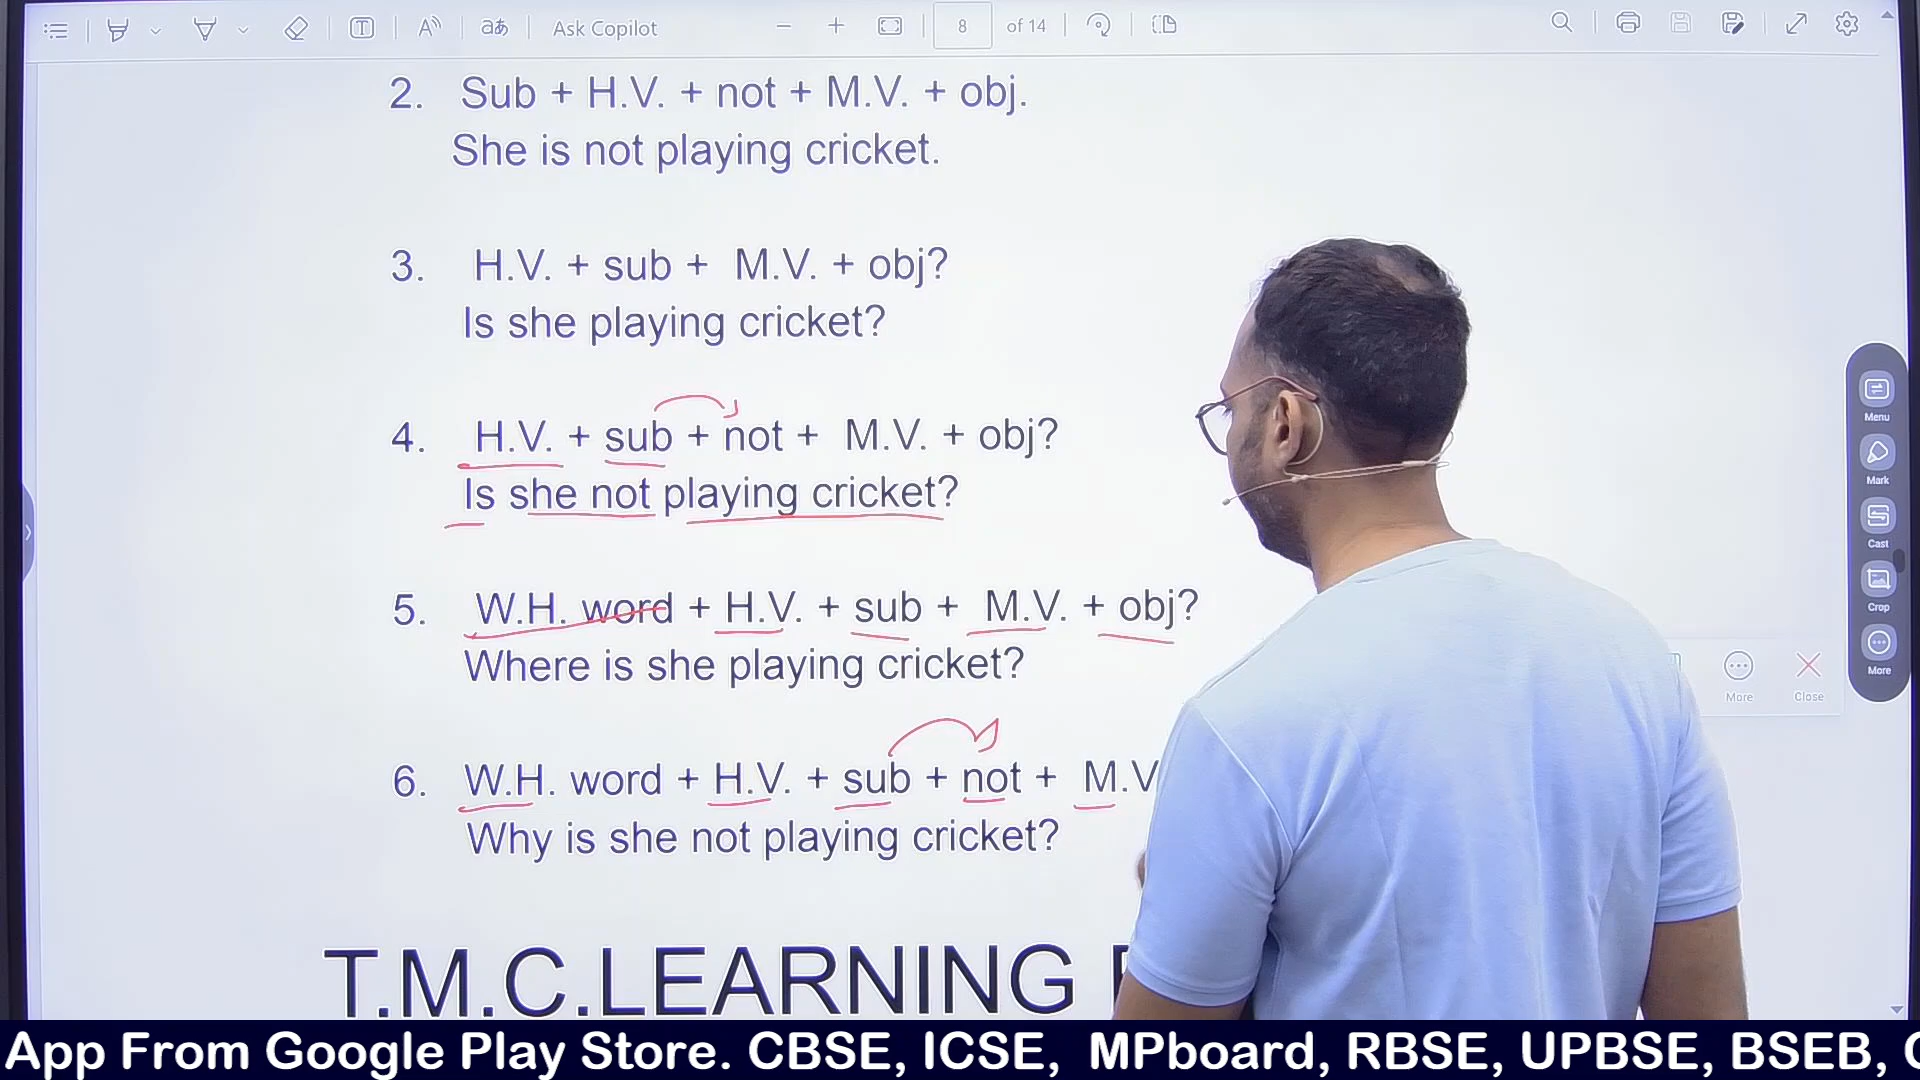 Ask Copilot
8 of 14
2. Sub + H.V. + not + M.V. + obj.
She is not playing cricket.
3. H.V. + sub + M.V. + obj?
Is she playing cricket?
4. H.V. + sub + not + M.V. + obj?
Is she not playing cricket?
5. W.H. word + H.V. + sub + M.V. + obj?
Where is she playing cricket?
6. W.H. word + H.V. + sub + not + M.V
Why is she not playing cricket?
T.M.C.LEARNING
Menu
Mark
Cast
Crop
More
More
Close
App From Google Play Store. CBSE, ICSE, MPboard, RBSE, UPBSE, BSEB,